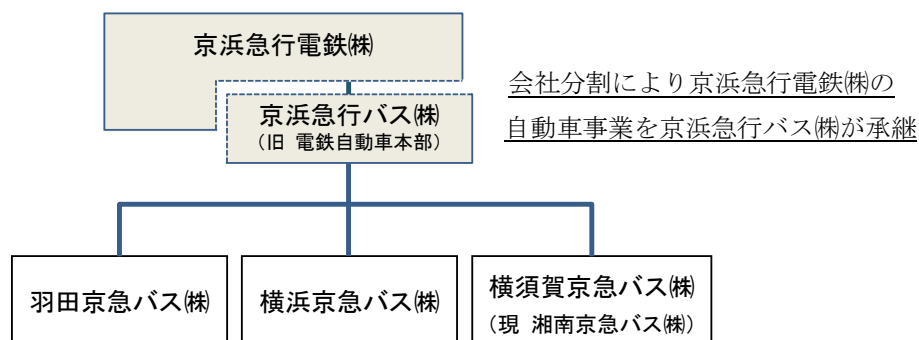 京浜急行電鉄㈱
京浜急行バス㈱
（旧 電鉄自動車本部）
会社分割により京浜急行電鉄㈱の
自動車事業を京浜急行バス㈱が承継
羽田京急バス㈱
横浜京急バス㈱
横須賀京急バス㈱
（現 湘南京急バス㈱）